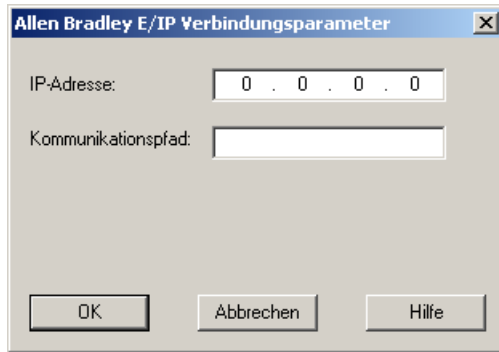 Allen Bradley E/IP Verbindungsparameter
IP-Adresse: 0 . 0 . 0 . 0
Kommunikationspfad:
OK Abbrechen Hilfe